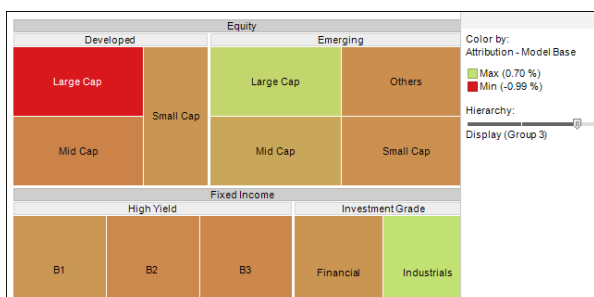 Equity
Developed
Emerging
Large Cap
Small Cap
Mid Cap
Large Cap
Others
Mid Cap
Small Cap
Fixed Income
High Yield
Investment Grade
B1
B2
B3
Financial
Industrials
Color by:
Attribution - Model Base
Max (0.70 %)
Min (-0.99 %)
Hierarchy:
Display (Group 3)